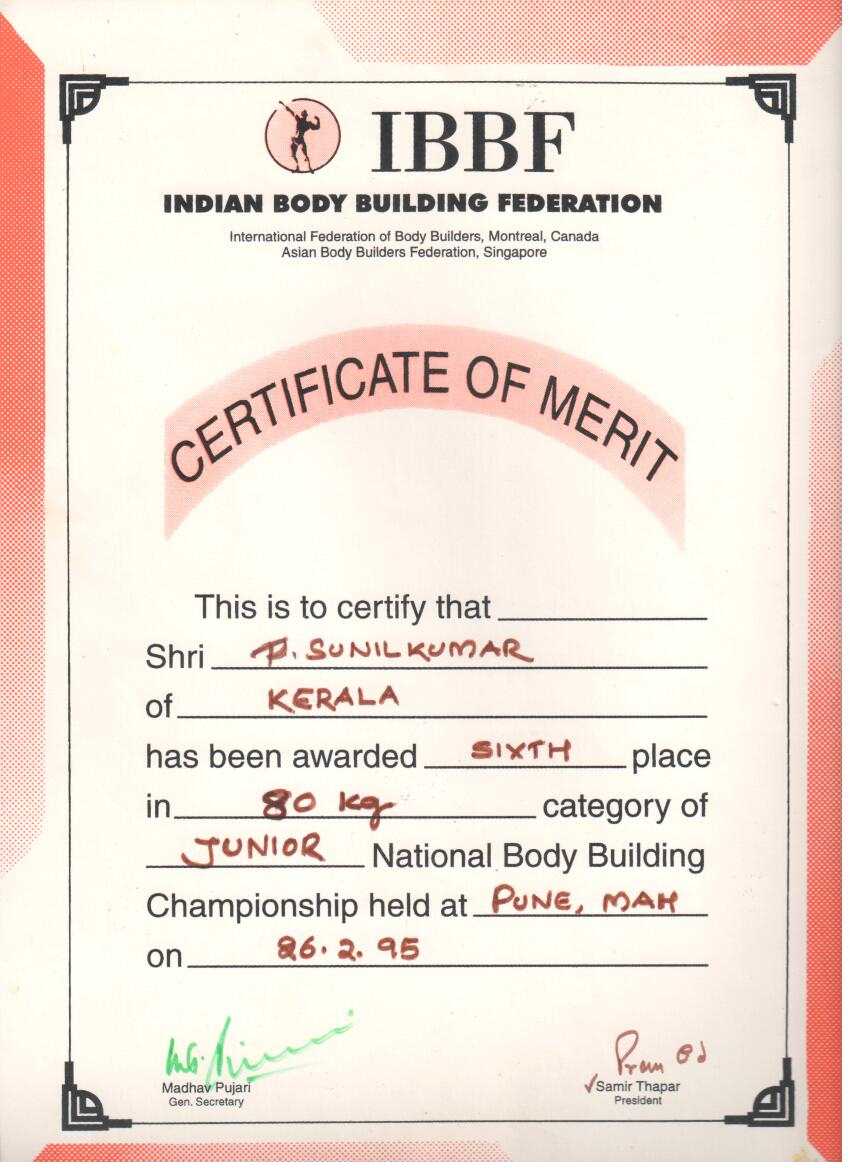 IBBF
INDIAN BODY BUILDING FEDERATION
International Federation of Body Builders, Montreal, Canada
Asian Body Builders Federation, Singapore
CERTIFICATE OF MERIT
This is to certify that
Shri P. SUNILKUMAR
of KERALA
has been awarded SIXTH place
in 80 kg category of
JUNIOR National Body Building
Championship held at PUNE, MAH
on 26.2.95
Madhav Pujari
Gen. Secretary
Samir Thapar
President